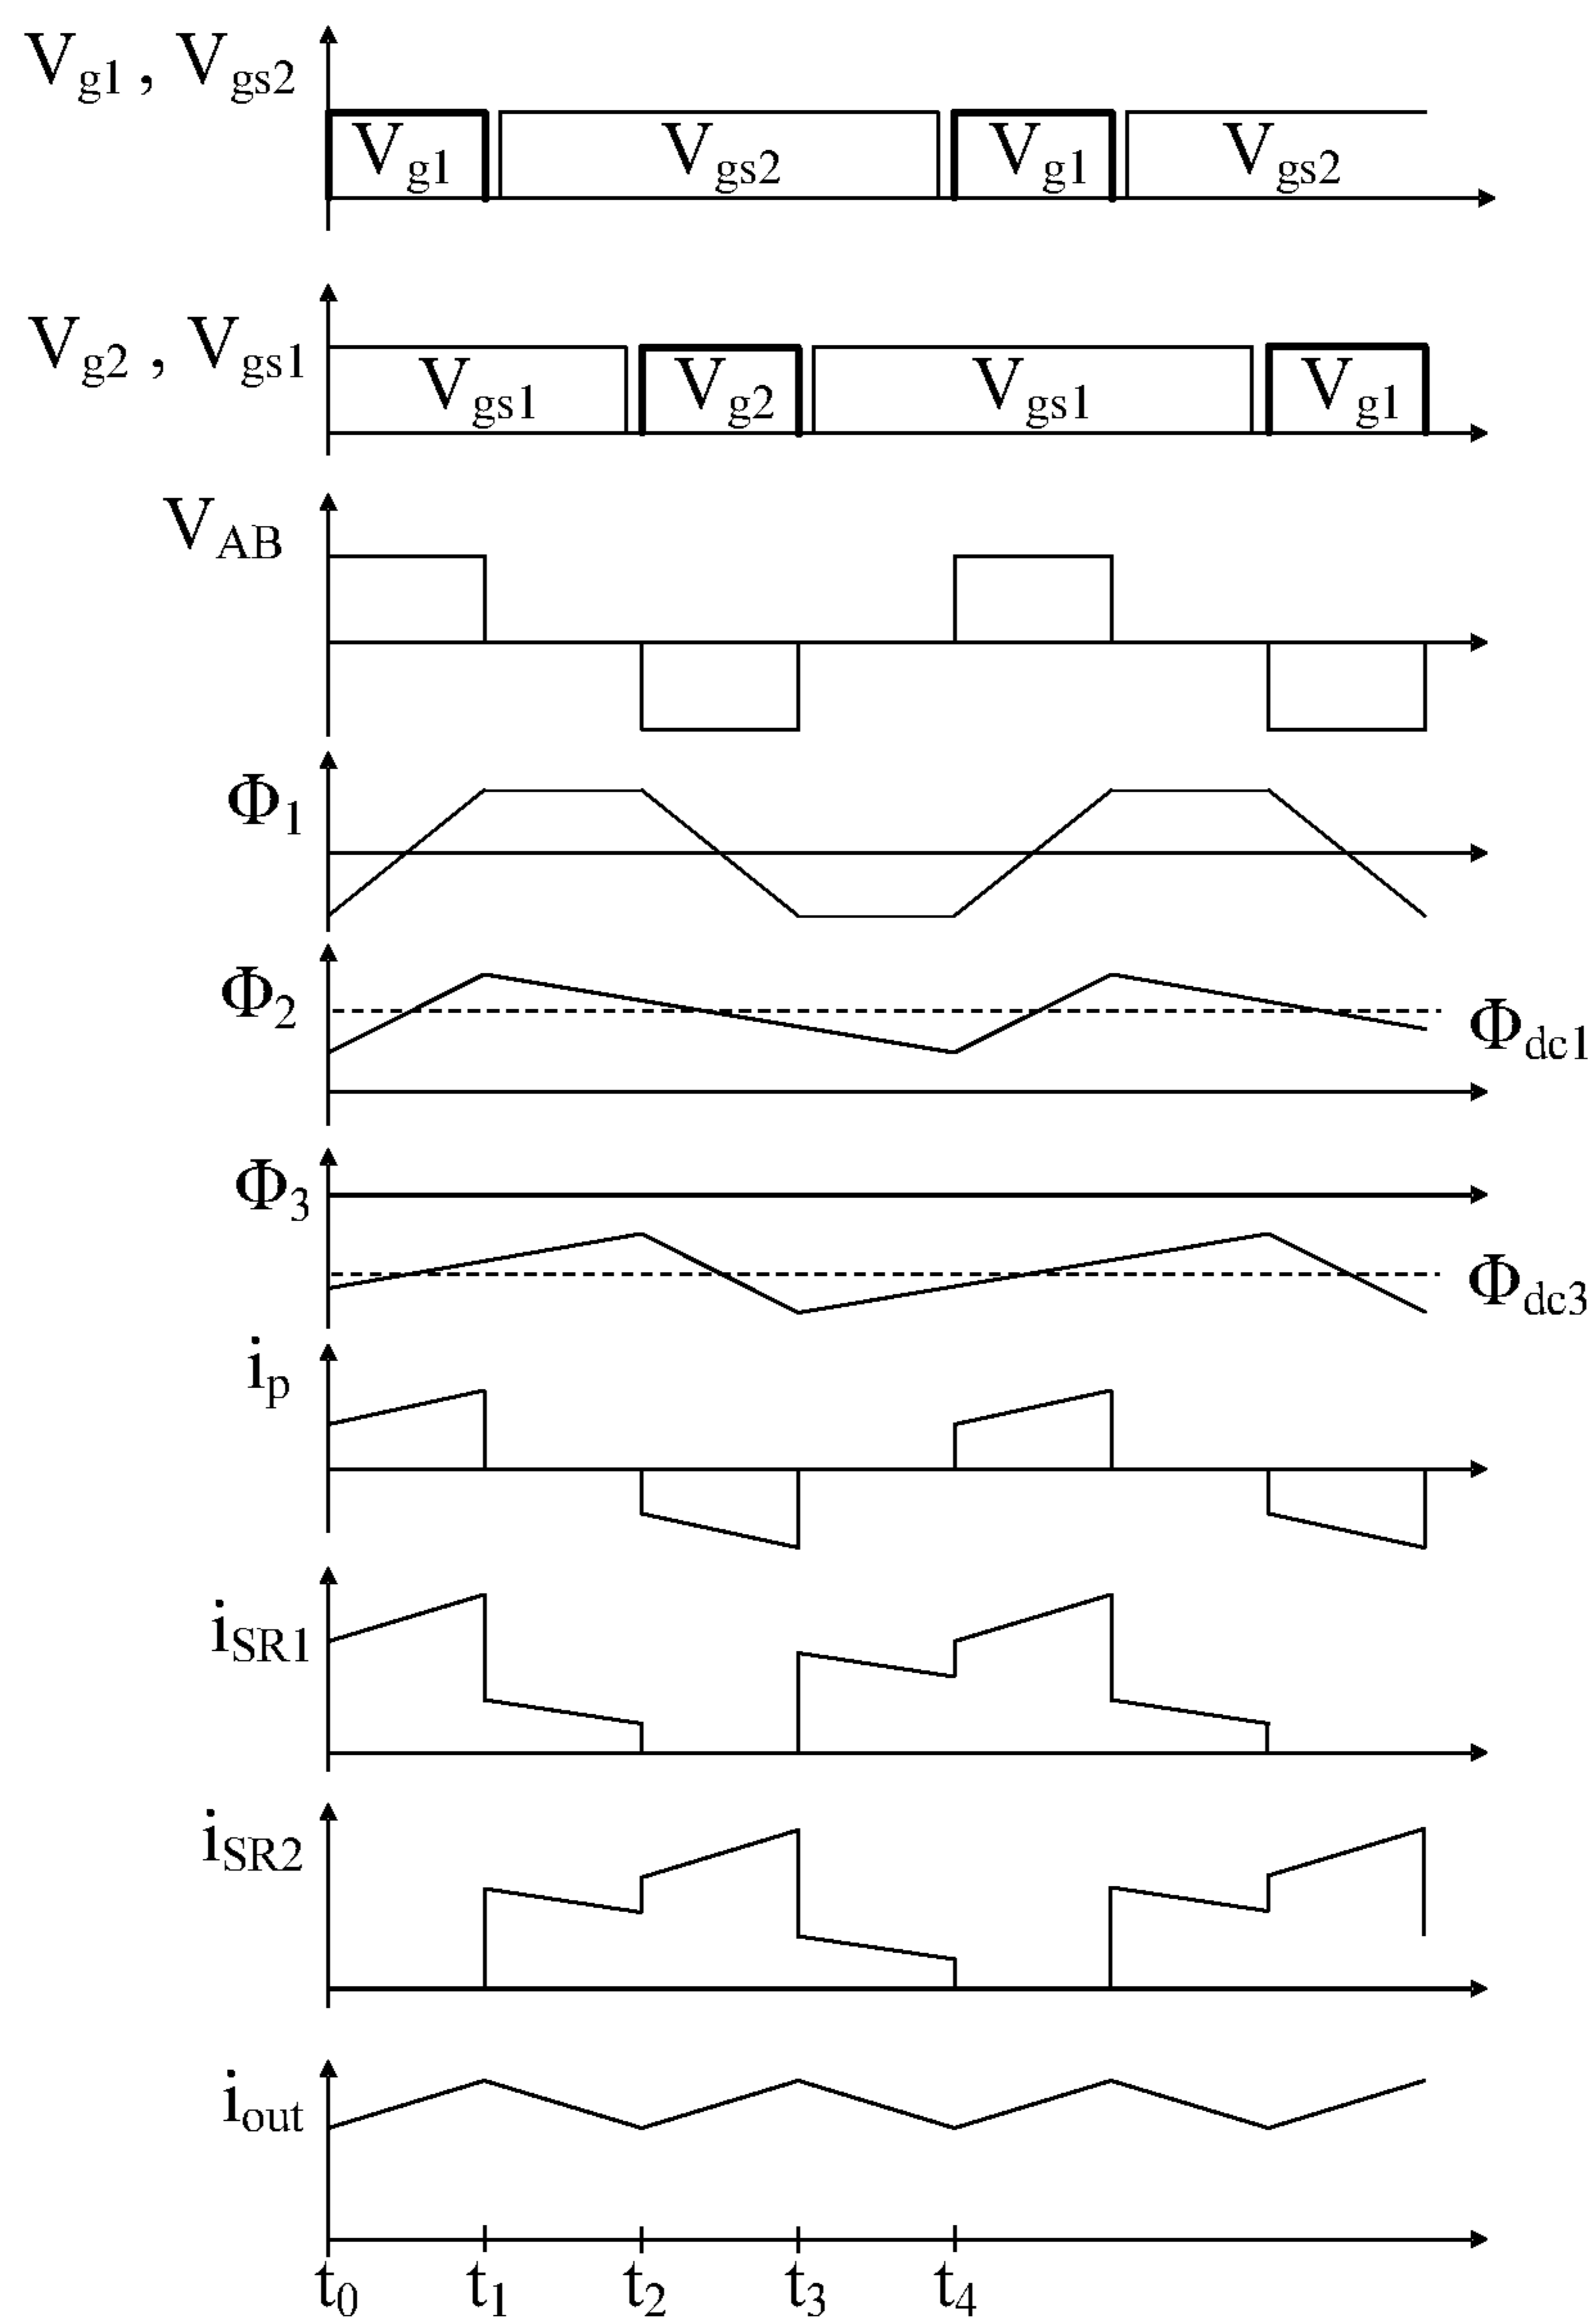 Vg1 , Vgs2
Vg1 Vgs2 Vg1 Vgs2
Vg2 , Vgs1
Vgs1 Vg2 Vgs1 Vg1
VAB
Φ1
Φ2
Φdc1
Φ3
Φdc3
ip
iSR1
iSR2
iout
t0 t1 t2 t3 t4